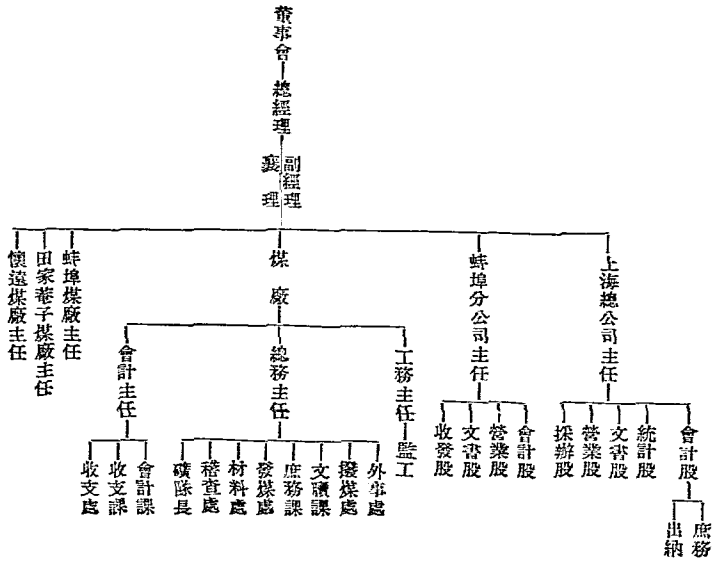 董事會
總經理
副經理
襄理
上海總公司主任
蚌埠分公司主任
煤廠
蚌埠煤廠主任
田家菴子煤廠主任
懷遠煤廠主任
會計股
統計股
文書股
營業股
採辦股
庶務
出納
會計股
營業股
文書股
收發股
工務主任
總務主任
會計主任
監工
外事處
撥煤處
文牘課
庶務課
發煤處
材料處
稽查處
礦隊長
會計課
收支課
收支處